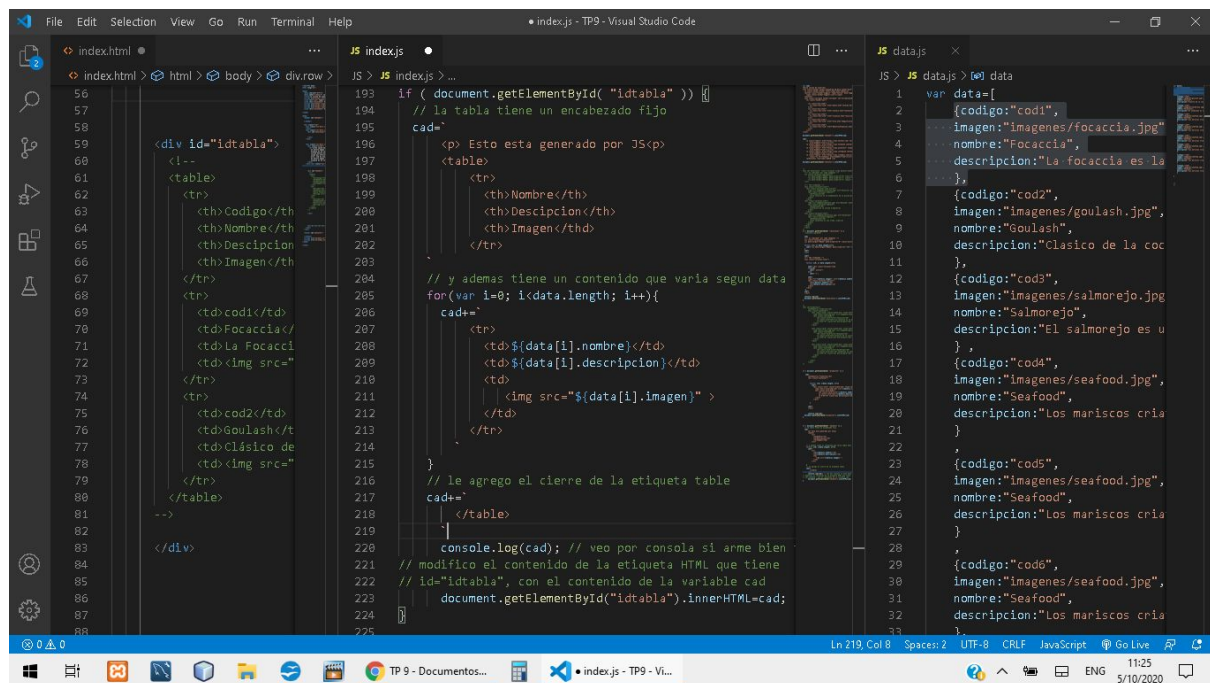 File Edit Selection View Go Run Terminal Help
● index.js - TP9 - Visual Studio Code
2
index.html ●
index.html > html > body > div.row >
56
57
58
59 <div id="idtabla">
60 <!--
61 <table>
62 <tr>
63 <th>Codigo</th
64 <th>Nombre</th
65 <th>Descipcion
66 <th>Imagen</th
67 </tr>
68 <tr>
69 <td>cod1</td>
70 <td>Focaccia</
71 <td>La Focacci
72 <td><img src="
73 </tr>
74 <tr>
75 <td>cod2</td>
76 <td>Goulash</t
77 <td>Clásico de
78 <td><img src="
79 </tr>
80 </table>
81 -->
82
83 </div>
84
85
86
87
88
JS index.js ●
JS > JS index.js > ...
193 if ( document.getElementById( "idtabla" )) {
194 // la tabla tiene un encabezado fijo
195 cad=`
196 <p> Esto esta generado por JS<p>
197 <table>
198 <tr>
199 <th>Nombre</th>
200 <th>Descipcion</th>
201 <th>Imagen</thd>
202 </tr>
203 `
204 // y ademas tiene un contenido que varia segun data
205 for(var i=0; i<data.length; i++){
206 cad+=`
207 <tr>
208 <td>${data[i].nombre}</td>
209 <td>${data[i].descripcion}</td>
210 <td>
211 <img src="${data[i].imagen}" >
212 </td>
213 </tr>
214 `
215 }
216 // le agrego el cierre de la etiqueta table
217 cad+=`
218 </table>
219 `
220 console.log(cad); // veo por consola si arme bien
221 // modifico el contenido de la etiqueta HTML que tiene
222 // id="idtabla", con el contenido de la variable cad
223 document.getElementById("idtabla").innerHTML=cad;
224 }
225
JS data.js ×
JS > JS data.js > data
1 var data=[
2 {codigo:"cod1",
3 imagen:"imagenes/focaccia.jpg"
4 nombre:"Focaccia",
5 descripcion:"La focaccia es la
6 },
7 {codigo:"cod2",
8 imagen:"imagenes/goulash.jpg",
9 nombre:"Goulash",
10 descripcion:"Clasico de la coc
11 },
12 {codigo:"cod3",
13 imagen:"imagenes/salmorejo.jpg
14 nombre:"Salmorejo",
15 descripcion:"El salmorejo es u
16 } ,
17 {codigo:"cod4",
18 imagen:"imagenes/seafood.jpg",
19 nombre:"Seafood",
20 descripcion:"Los mariscos cria
21 }
22 ,
23 {codigo:"cod5",
24 imagen:"imagenes/seafood.jpg",
25 nombre:"Seafood",
26 descripcion:"Los mariscos cria
27 }
28 ,
29 {codigo:"cod6",
30 imagen:"imagenes/seafood.jpg",
31 nombre:"Seafood",
32 descripcion:"Los mariscos cria
33 },
0 0
Ln 219, Col 8 Spaces: 2 UTF-8 CRLF JavaScript Go Live
TP 9 - Documentos...
● index.js - TP9 - Vi...
ENG
11:25
5/10/2020